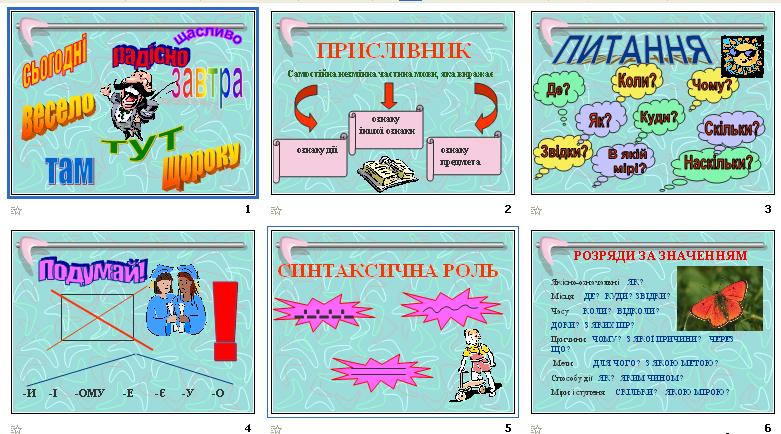 сьогодні
радісно
щасливо
завтра
весело
тут
там
щороку
1
ПРИСЛІВНИК
Самостійна незмінна частина мови, яка виражає
ознаку дії
ознаку
іншої ознаки
ознаку
предмета
2
ПИТАННЯ
Де?
Коли?
Чому?
Як?
Куди?
Скільки?
Звідки?
В якій
мірі?
Наскільки?
3
Подумай!
-И -І -ОМУ -Е -Є -У -О
4
СИНТАКСИЧНА РОЛЬ
5
РОЗРЯДИ ЗА ЗНАЧЕННЯМ
Якісно-означальні ЯК?
Місця ДЕ? КУДИ? ЗВІДКИ?
Часу КОЛИ? ВІДКОЛИ?
ДОКИ? З ЯКИХ ПІР?
Причини ЧОМУ? З ЯКОЇ ПРИЧИНИ? ЧЕРЕЗ
ЩО?
Мети ДЛЯ ЧОГО? З ЯКОЮ МЕТОЮ?
Способу дії ЯК? ЯКИМ ЧИНОМ?
Міри і ступеня СКІЛЬКИ? ЯКОЮ МІРОЮ?
6